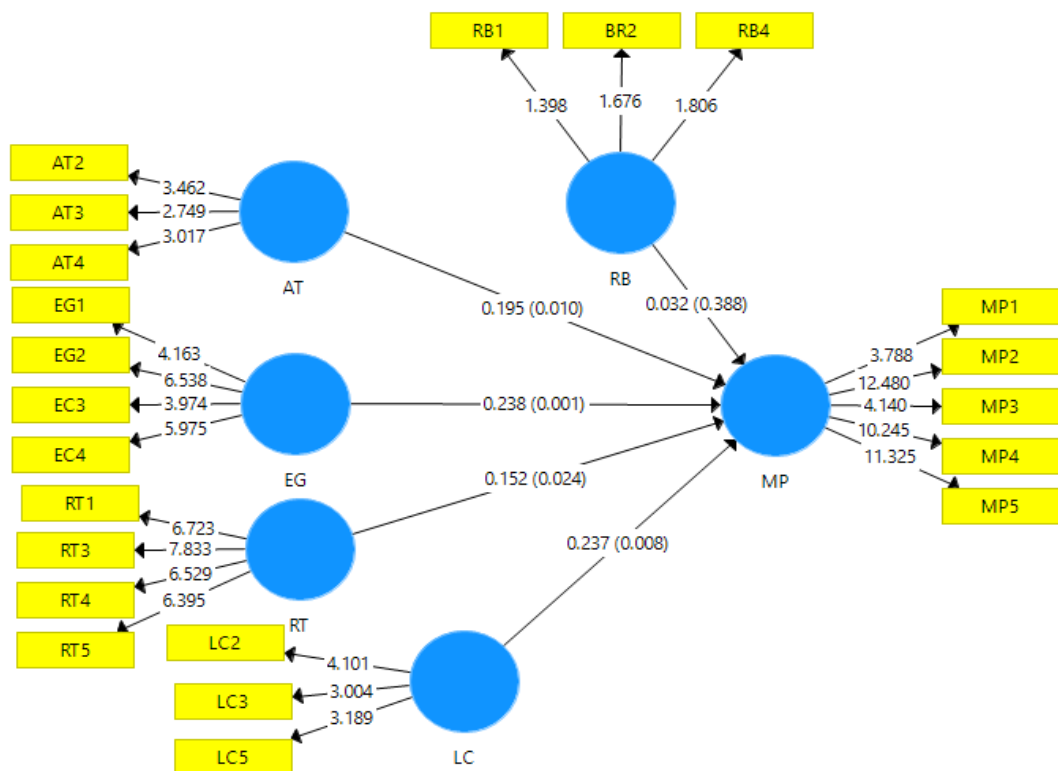 RB1
BR2
RB4
1.398
1.676
1.806
RB
AT2
AT3
AT4
3.462
2.749
3.017
AT
0.195 (0.010)
0.032 (0.388)
EG1
EG2
EC3
EC4
4.163
6.538
3.974
5.975
EG
0.238 (0.001)
MP1
MP2
MP3
MP4
MP5
3.788
12.480
4.140
10.245
11.325
MP
RT1
RT3
RT4
RT5
6.723
7.833
6.529
6.395
RT
0.152 (0.024)
0.237 (0.008)
LC2
LC3
LC5
4.101
3.004
3.189
LC